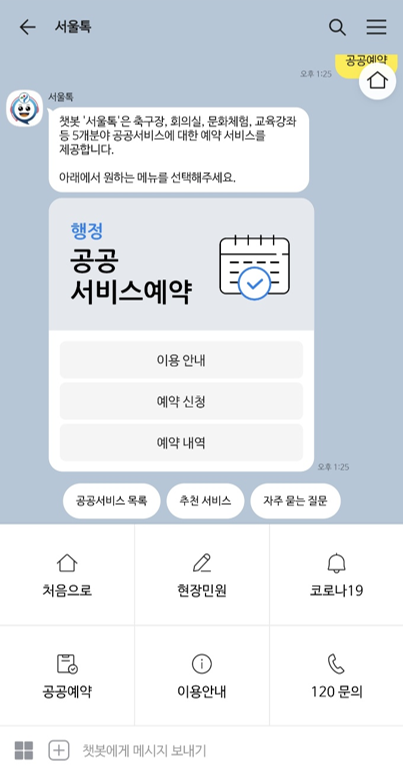 서울톡
공공예약
오후 1:25
서울톡
챗봇 '서울톡'은 축구장, 회의실, 문화체험, 교육강좌
등 5개분야 공공서비스에 대한 예약 서비스를
제공합니다.
아래에서 원하는 메뉴를 선택해주세요.
행정
공공
서비스예약
이용 안내
예약 신청
예약 내역
오후 1:25
공공서비스 목록
추천 서비스
자주 묻는 질문
처음으로
현장민원
코로나19
공공예약
이용안내
120 문의
챗봇에게 메시지 보내기